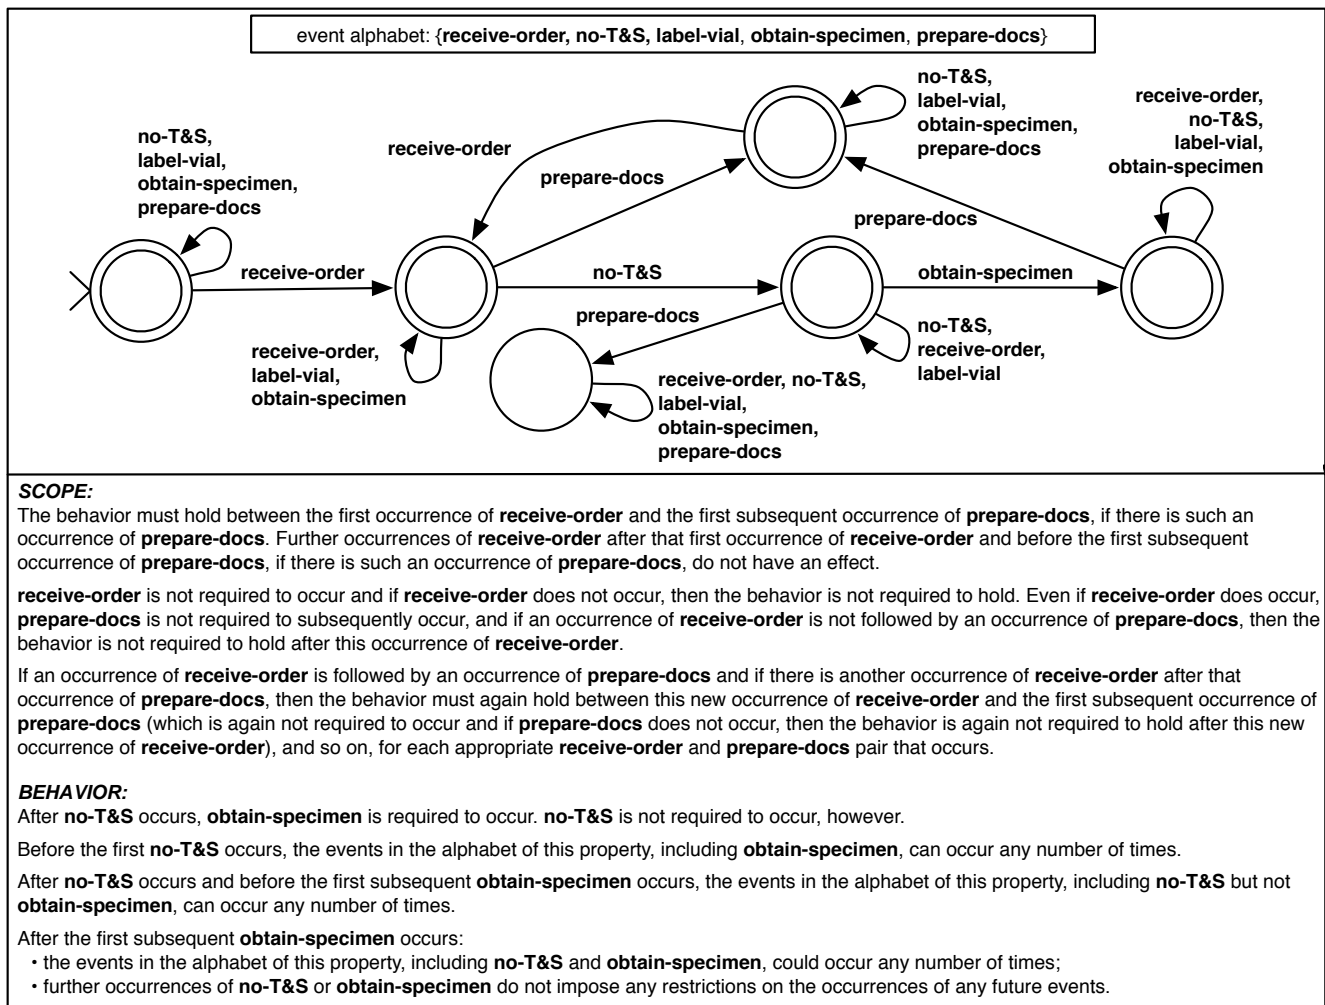 event alphabet: {receive-order, no-T&S, label-vial, obtain-specimen, prepare-docs}
no-T&S,
label-vial,
obtain-specimen,
prepare-docs
receive-order
receive-order,
label-vial,
obtain-specimen
receive-order
prepare-docs
no-T&S,
label-vial,
obtain-specimen,
prepare-docs
receive-order,
no-T&S,
label-vial,
obtain-specimen
prepare-docs
no-T&S
obtain-specimen
prepare-docs
no-T&S,
receive-order,
label-vial
receive-order, no-T&S,
label-vial,
obtain-specimen,
prepare-docs
SCOPE:
The behavior must hold between the first occurrence of receive-order and the first subsequent occurrence of prepare-docs, if there is such an
occurrence of prepare-docs. Further occurrences of receive-order after that first occurrence of receive-order and before the first subsequent
occurrence of prepare-docs, if there is such an occurrence of prepare-docs, do not have an effect.
receive-order is not required to occur and if receive-order does not occur, then the behavior is not required to hold. Even if receive-order does occur,
prepare-docs is not required to subsequently occur, and if an occurrence of receive-order is not followed by an occurrence of prepare-docs, then the
behavior is not required to hold after this occurrence of receive-order.
If an occurrence of receive-order is followed by an occurrence of prepare-docs and if there is another occurrence of receive-order after that
occurrence of prepare-docs, then the behavior must again hold between this new occurrence of receive-order and the first subsequent occurrence of
prepare-docs (which is again not required to occur and if prepare-docs does not occur, then the behavior is again not required to hold after this new
occurrence of receive-order), and so on, for each appropriate receive-order and prepare-docs pair that occurs.
BEHAVIOR:
After no-T&S occurs, obtain-specimen is required to occur. no-T&S is not required to occur, however.
Before the first no-T&S occurs, the events in the alphabet of this property, including obtain-specimen, can occur any number of times.
After no-T&S occurs and before the first subsequent obtain-specimen occurs, the events in the alphabet of this property, including no-T&S but not
obtain-specimen, can occur any number of times.
After the first subsequent obtain-specimen occurs:
• the events in the alphabet of this property, including no-T&S and obtain-specimen, could occur any number of times;
• further occurrences of no-T&S or obtain-specimen do not impose any restrictions on the occurrences of any future events.